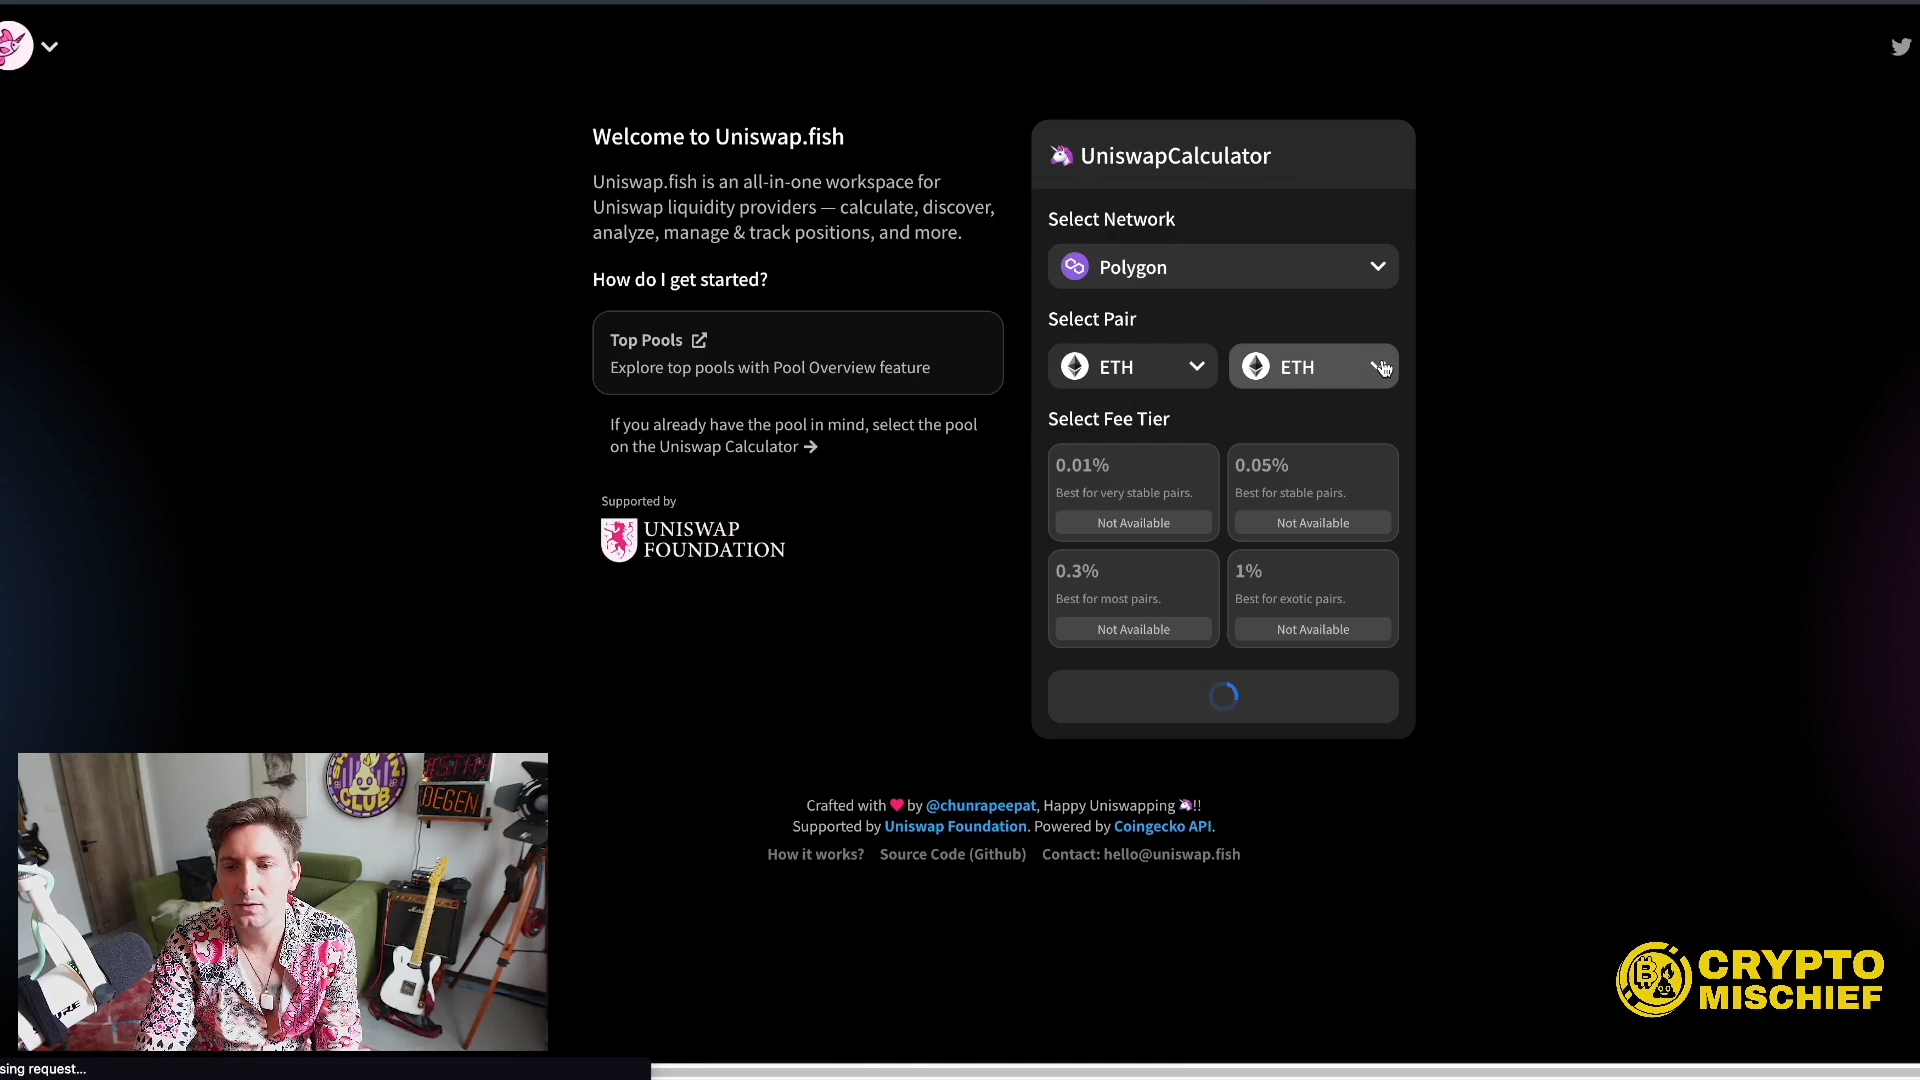 Welcome to Uniswap.fish
Uniswap.fish is an all-in-one workspace for
Uniswap liquidity providers — calculate, discover,
analyze, manage & track positions, and more.
How do I get started?
Top Pools
Explore top pools with Pool Overview feature
If you already have the pool in mind, select the pool
on the Uniswap Calculator →
Supported by
UNISWAP
FOUNDATION
UniswapCalculator
Select Network
Polygon
Select Pair
ETH
ETH
Select Fee Tier
0.01%
Best for very stable pairs.
Not Available
0.05%
Best for stable pairs.
Not Available
0.3%
Best for most pairs.
Not Available
1%
Best for exotic pairs.
Not Available
Crafted with ❤ by @chunrapeepat, Happy Uniswapping 🦄!!
Supported by Uniswap Foundation. Powered by Coingecko API.
How it works? Source Code (Github) Contact: hello@uniswap.fish
CLUB
DEGEN
CRYPTO
MISCHIEF
sing request...